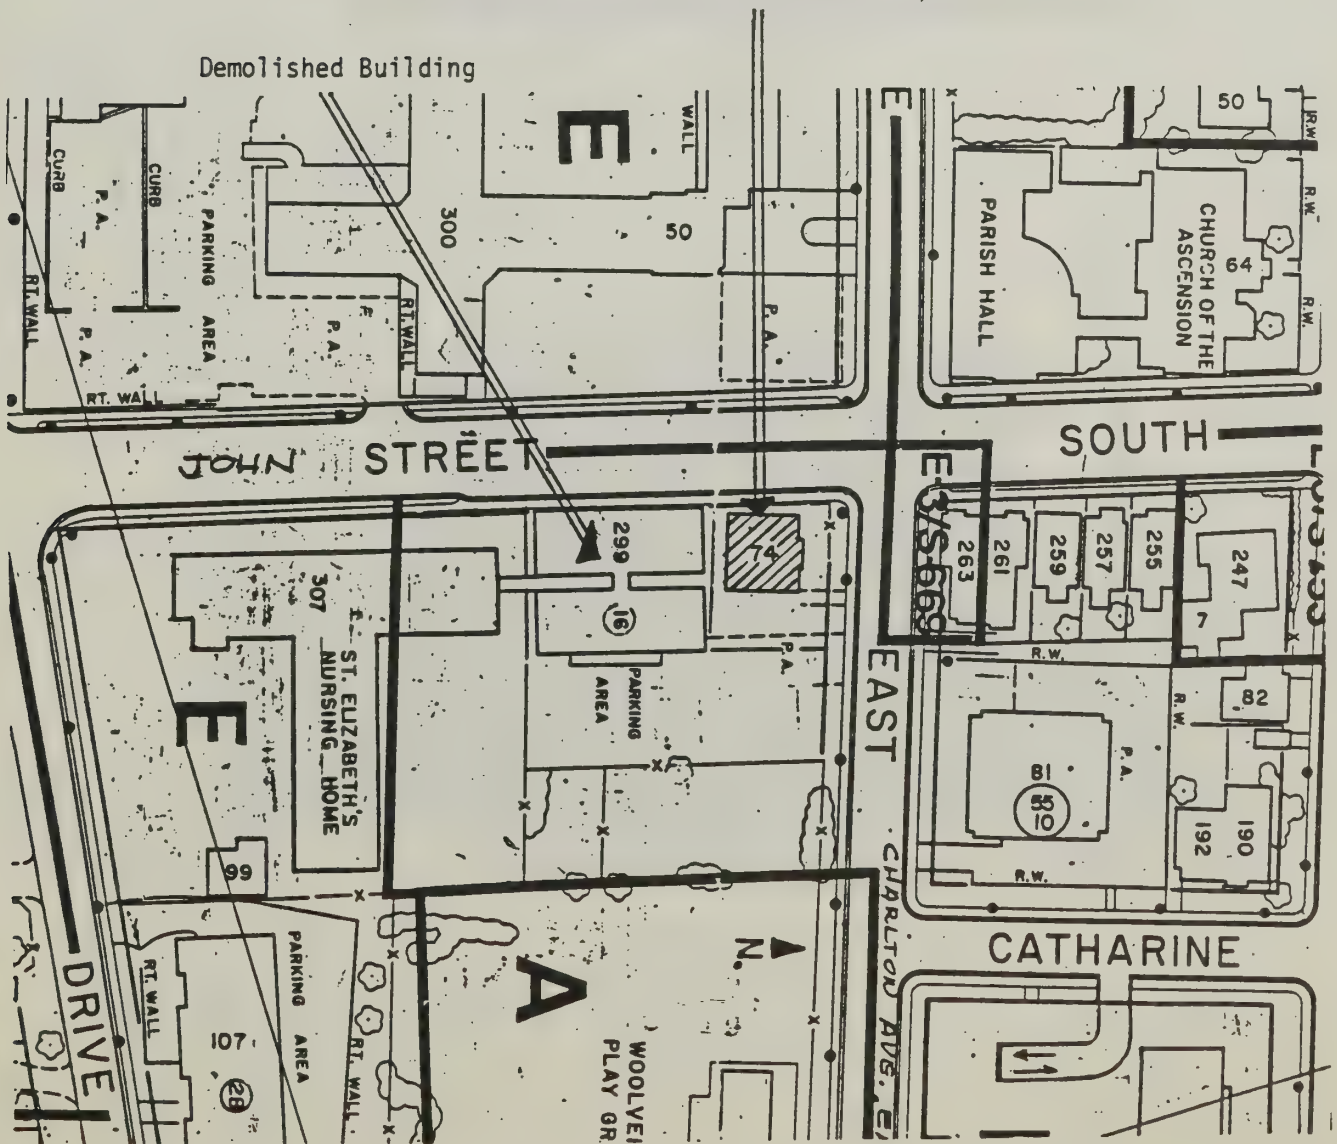 Demolished Building
E
WALL
E
50
R.W.
CURB
CURB
P. A.
PARKING AREA
300
50
PARISH HALL
CHURCH OF THE
ASCENSION
64
R.W.
R.W.
RT. WALL
P. A.
P. A.
RT. WALL
P. A.
RT. WALL
JOHN STREET
SOUTH
E-3/S-669
299
74
263
261
259
257
255
247
7
16
307
ST. ELIZABETH'S
NURSING HOME
PARKING
AREA
P.A.
R.W.
EAST
82
R.W.
E
P.A.
81
10
192
190
R.W.
99
N.
CHARLTON AVE. E.
CATHARINE
DRIVE
RT. WALL
PARKING AREA
107
28
RT. WALL
A
WOOLVE
PLAY GR